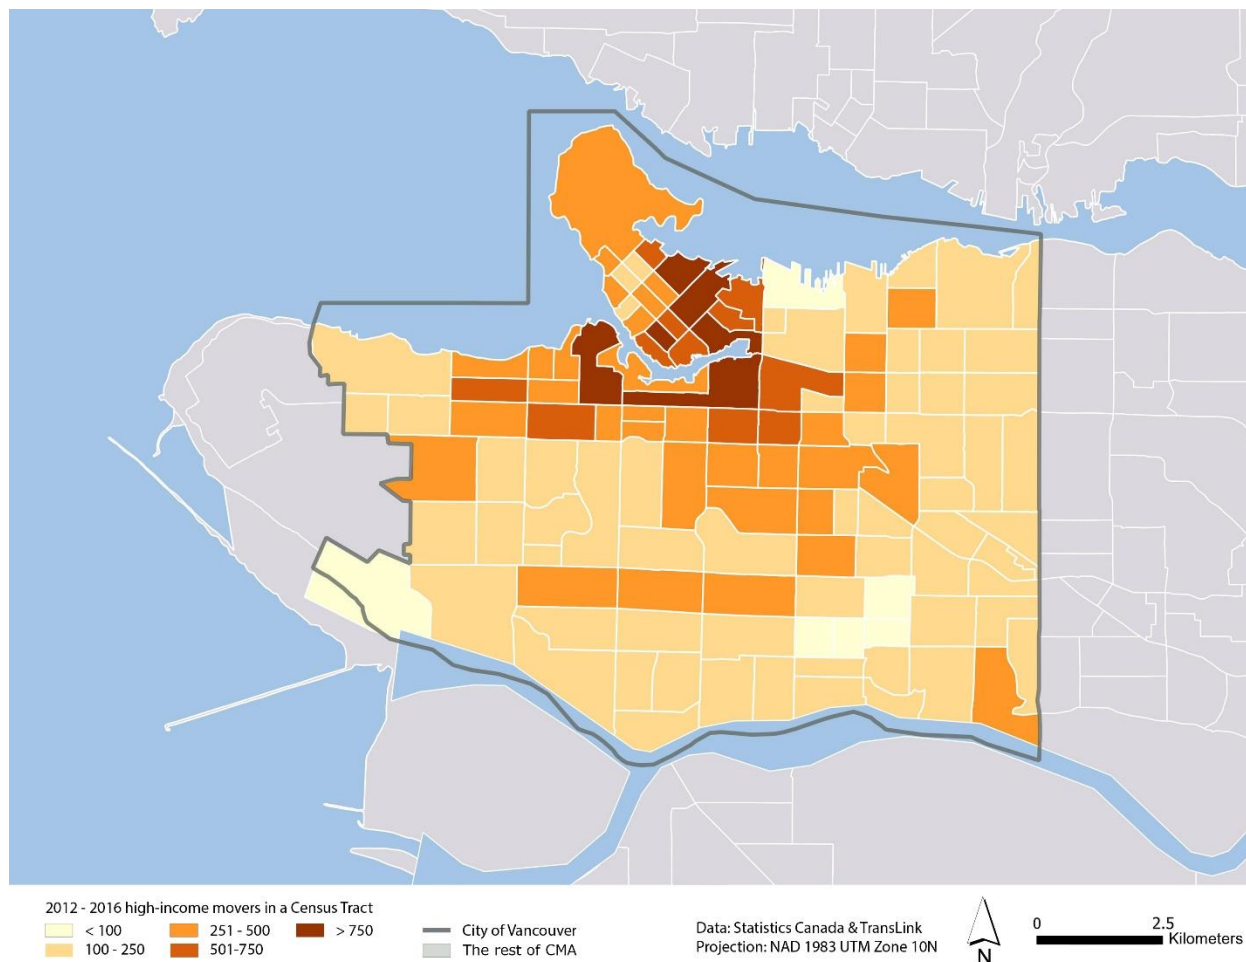 2012 - 2016 high-income movers in a Census Tract
< 100
251 - 500
> 750
100 - 250
501-750
City of Vancouver
The rest of CMA
Data: Statistics Canada & TransLink
Projection: NAD 1983 UTM Zone 10N
N
0 2.5
Kilometers